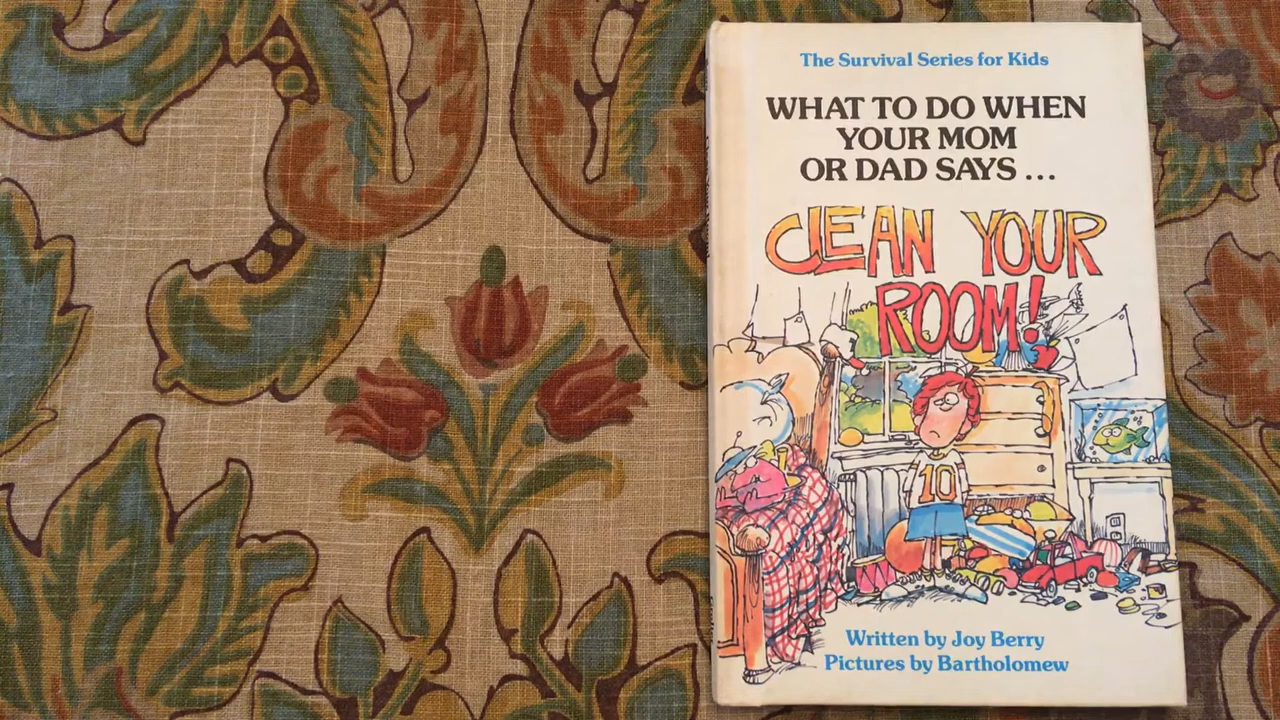 The Survival Series for Kids
WHAT TO DO WHEN
YOUR MOM
OR DAD SAYS...
CLEAN YOUR
ROOM!
10
Written by Joy Berry
Pictures by Bartholomew